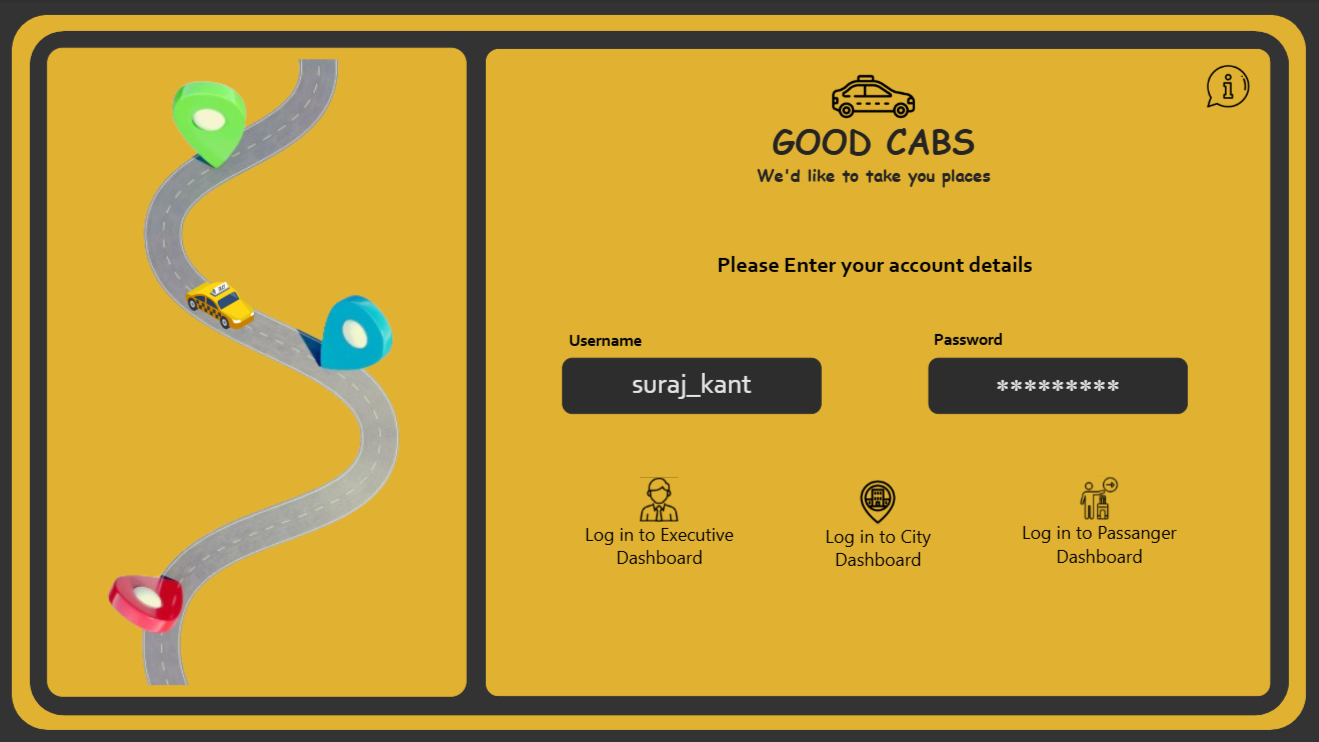 GOOD CABS
We'd like to take you places
Please Enter your account details
Username
Password
suraj_kant
*********
Log in to Executive
Dashboard
Log in to City
Dashboard
Log in to Passanger
Dashboard